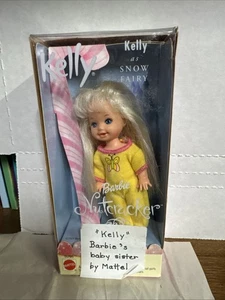 Kelly
Kelly
as
SNOW
FAIRY
Barbie
Nutcracker
"Kelly"
Barbie's
baby sister
by Mattel